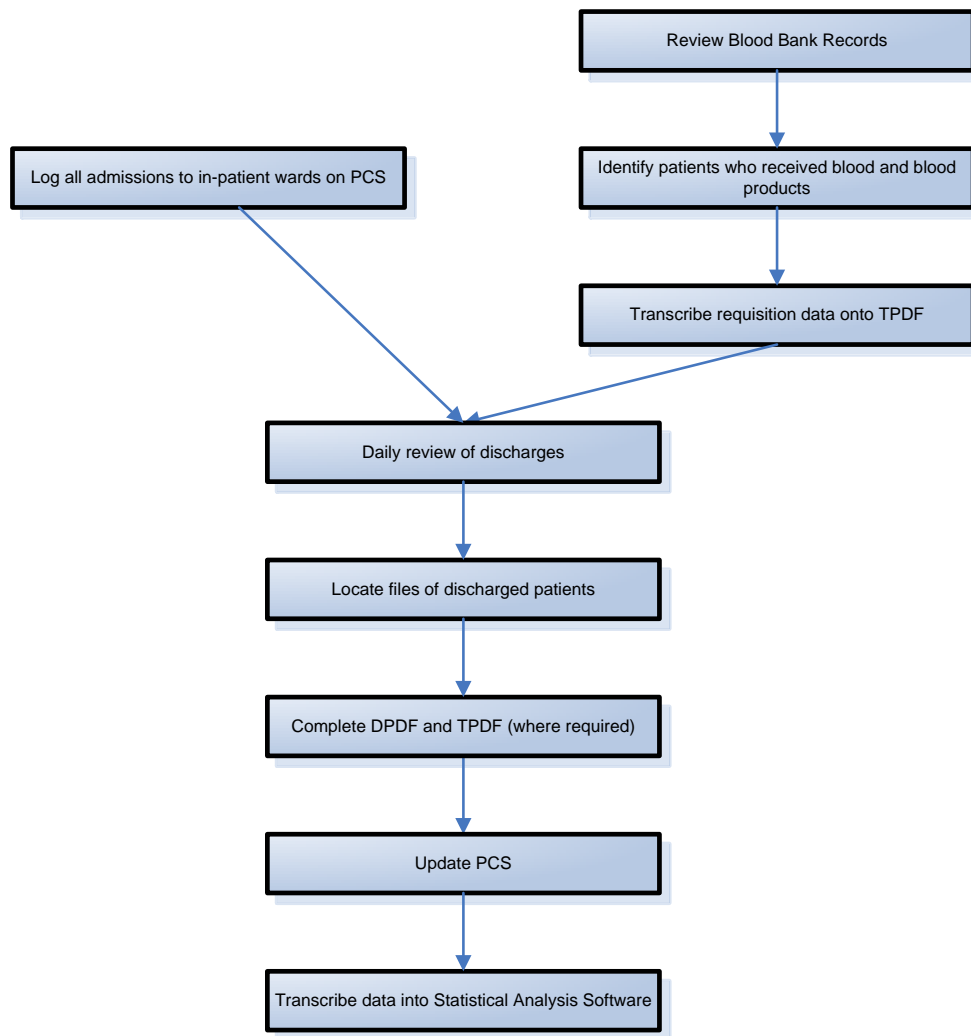 Review Blood Bank Records
Log all admissions to in-patient wards on PCS
Identify patients who received blood and blood
products
Transcribe requisition data onto TPDF
Daily review of discharges
Locate files of discharged patients
Complete DPDF and TPDF (where required)
Update PCS
Transcribe data into Statistical Analysis Software